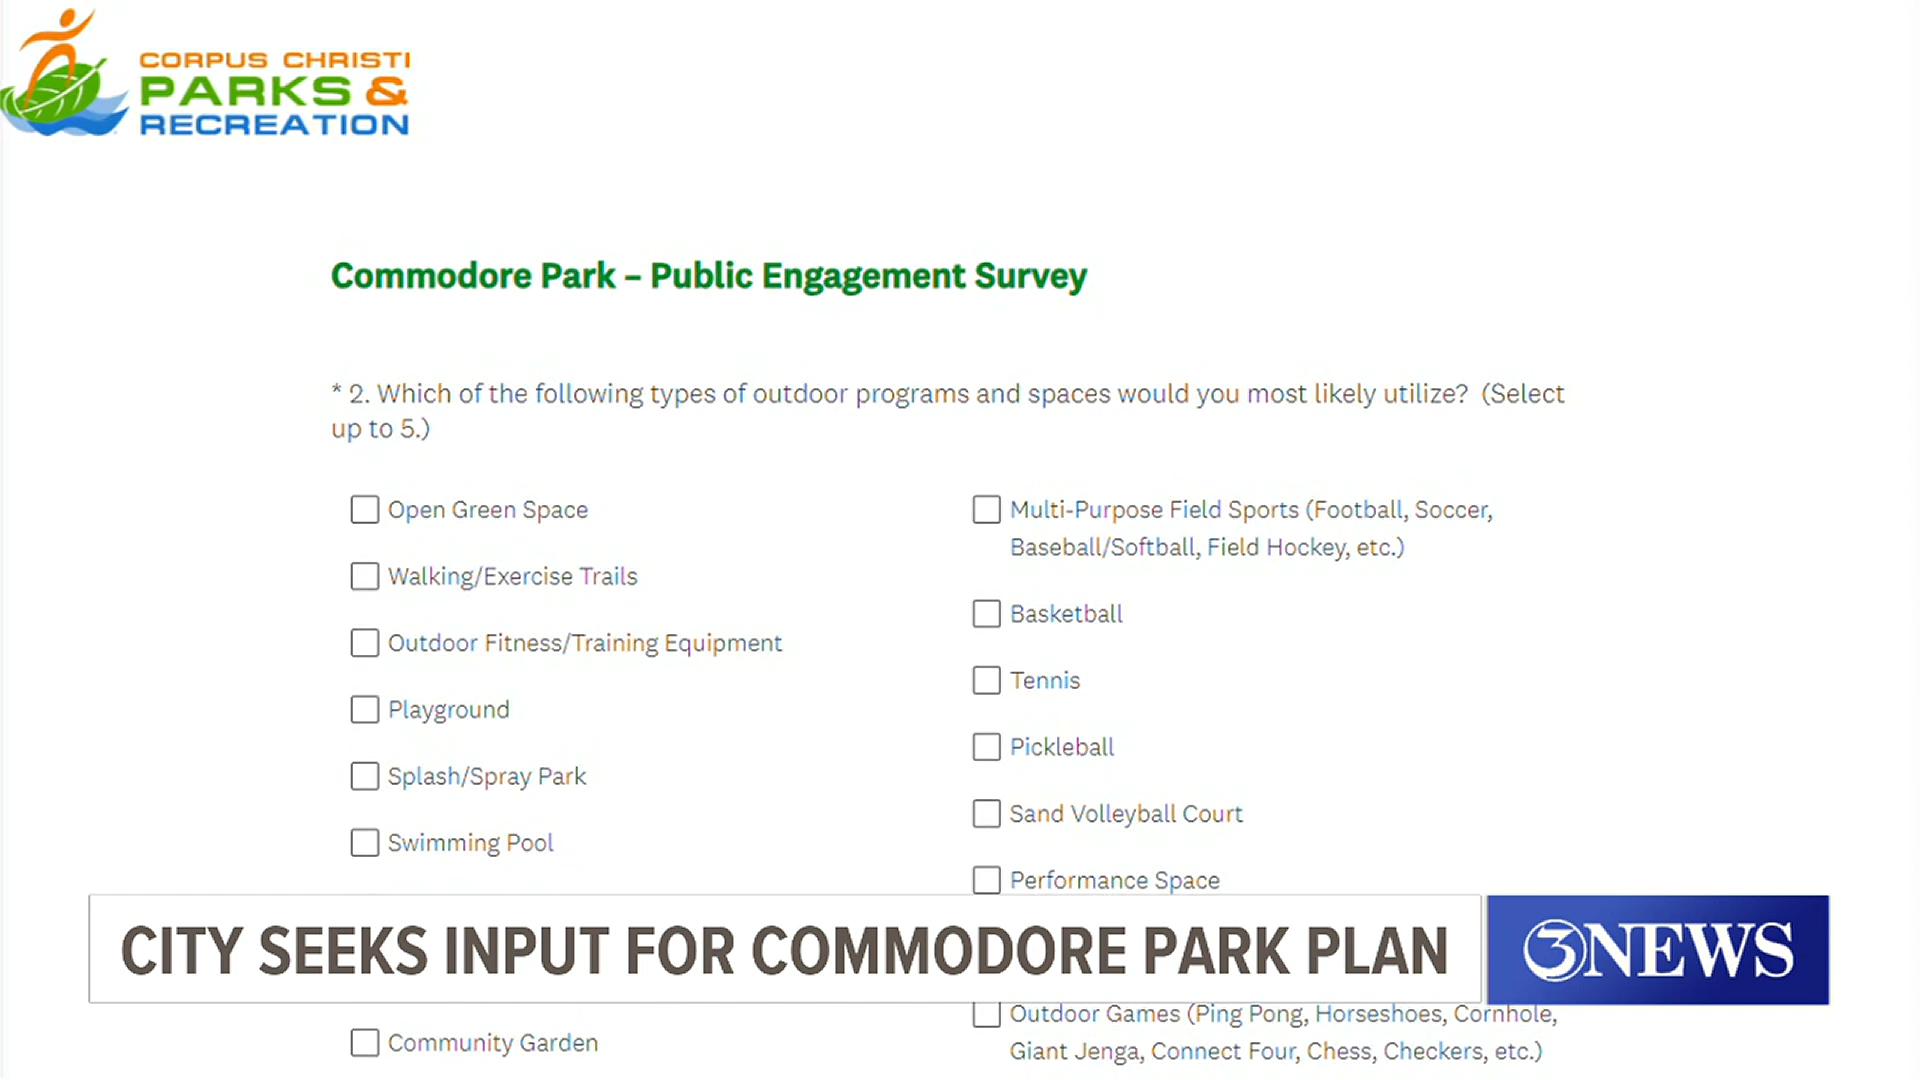 CORPUS CHRISTI
PARKS &
RECREATION
Commodore Park – Public Engagement Survey
* 2. Which of the following types of outdoor programs and spaces would you most likely utilize? (Select
up to 5.)
Open Green Space
Walking/Exercise Trails
Outdoor Fitness/Training Equipment
Playground
Splash/Spray Park
Swimming Pool
Community Garden
Multi-Purpose Field Sports (Football, Soccer,
Baseball/Softball, Field Hockey, etc.)
Basketball
Tennis
Pickleball
Sand Volleyball Court
Performance Space
Outdoor Games (Ping Pong, Horseshoes, Cornhole,
Giant Jenga, Connect Four, Chess, Checkers, etc.)
CITY SEEKS INPUT FOR COMMODORE PARK PLAN
3NEWS